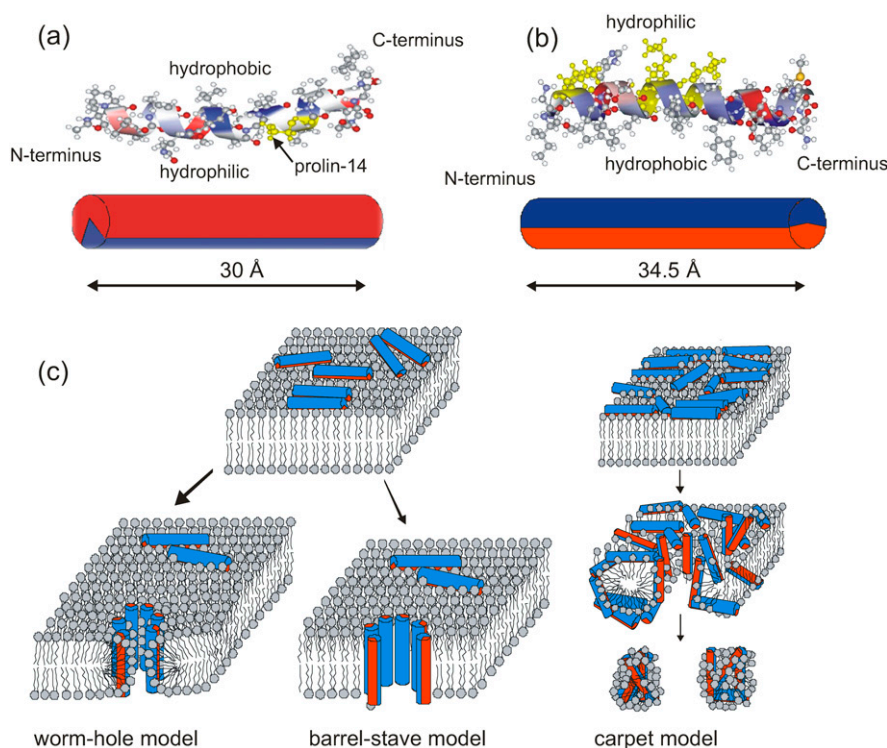 (a)
C-terminus
hydrophobic
N-terminus
hydrophilic
prolin-14
30 Å
(b)
hydrophilic
hydrophobic
N-terminus
C-terminus
34.5 Å
(c)
worm-hole model
barrel-stave model
carpet model